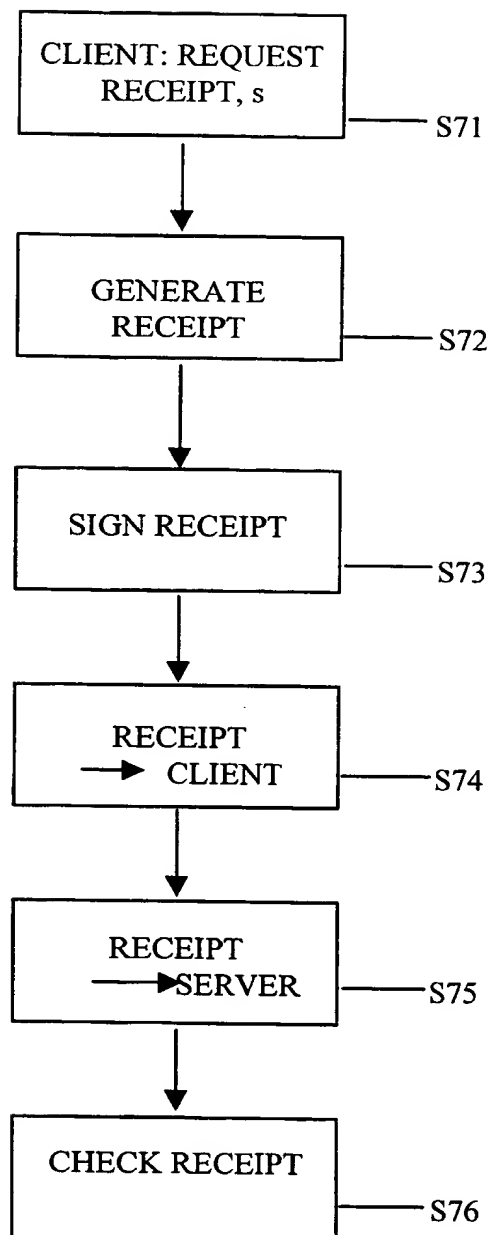 CLIENT: REQUEST
RECEIPT, s
S71
GENERATE
RECEIPT
S72
SIGN RECEIPT
S73
RECEIPT
CLIENT
S74
RECEIPT
SERVER
S75
CHECK RECEIPT
S76